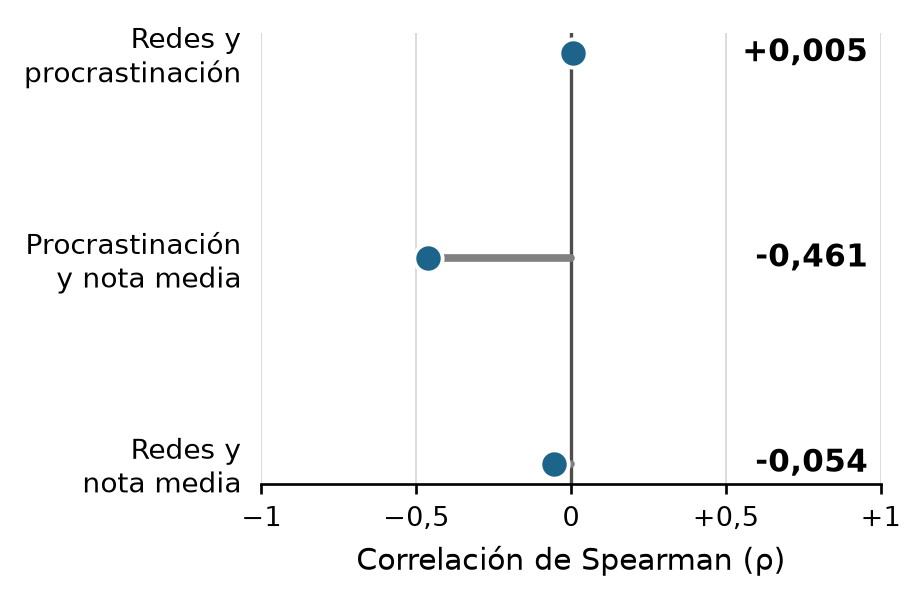 Redes y
procrastinación
+0,005
Procrastinación
y nota media
-0,461
Redes y
nota media
-0,054
−1
−0,5
0
+0,5
+1
Correlación de Spearman (ρ)